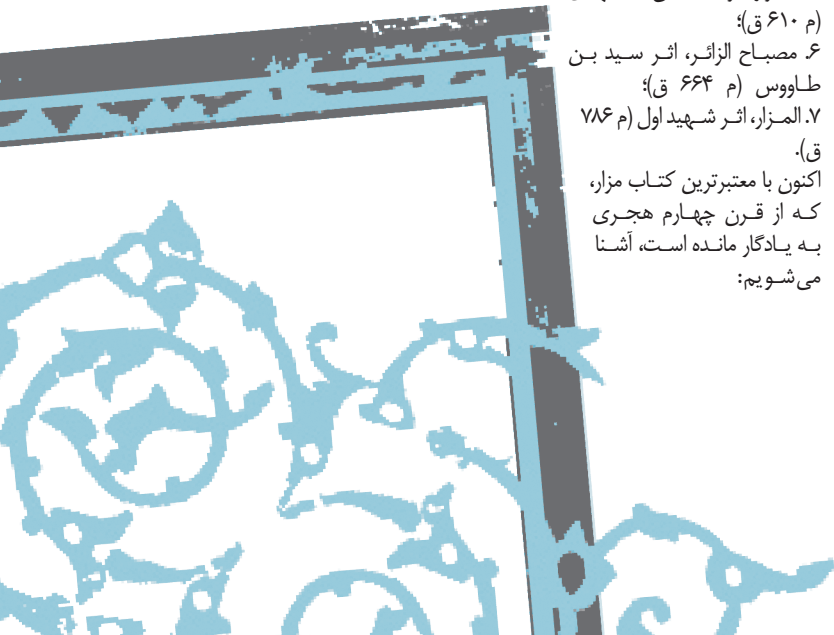 (م ۶۱۰ ق)؛
۶. مصباح الزائر، اثر سید بن
طاووس (م ۶۶۴ ق)؛
۷. المزار، اثر شهید اول (م ۷۸۶
ق).
اکنون با معتبرترین کتاب مزار،
که از قرن چهارم هجری
به یادگار مانده است، آشنا
می‌شویم: